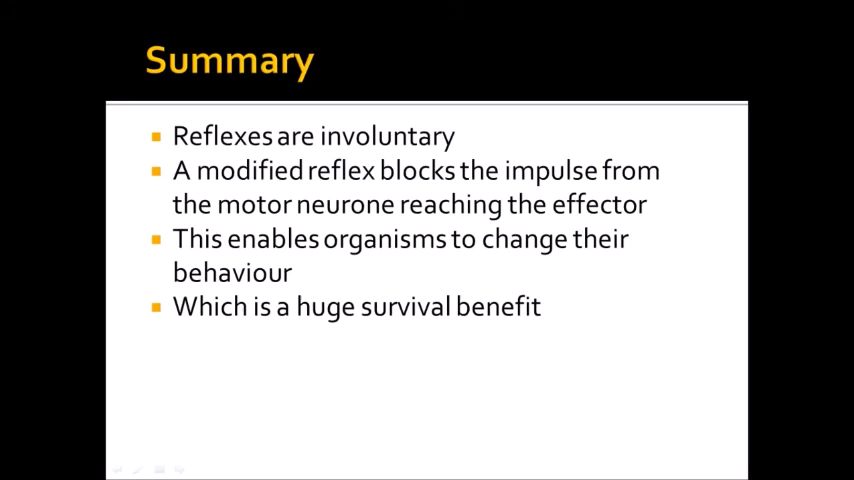 Summary
Reflexes are involuntary
A modified reflex blocks the impulse from
the motor neurone reaching the effector
This enables organisms to change their
behaviour
Which is a huge survival benefit